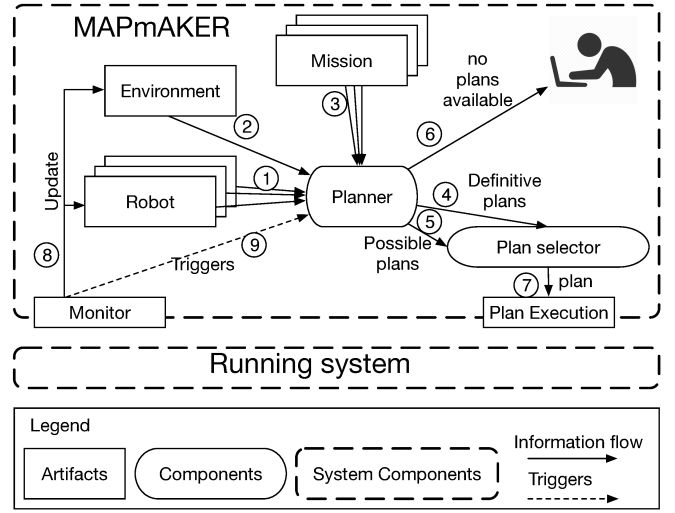 MAPmAKER
Mission
no
plans
available
Environment
3
2
6
Update
1
Robot
Planner
4
Definitive
plans
5
Possible
plans
Plan selector
8
9
Triggers
7
plan
Monitor
Plan Execution
Running system
Legend
Artifacts
Components
System Components
Information flow
Triggers